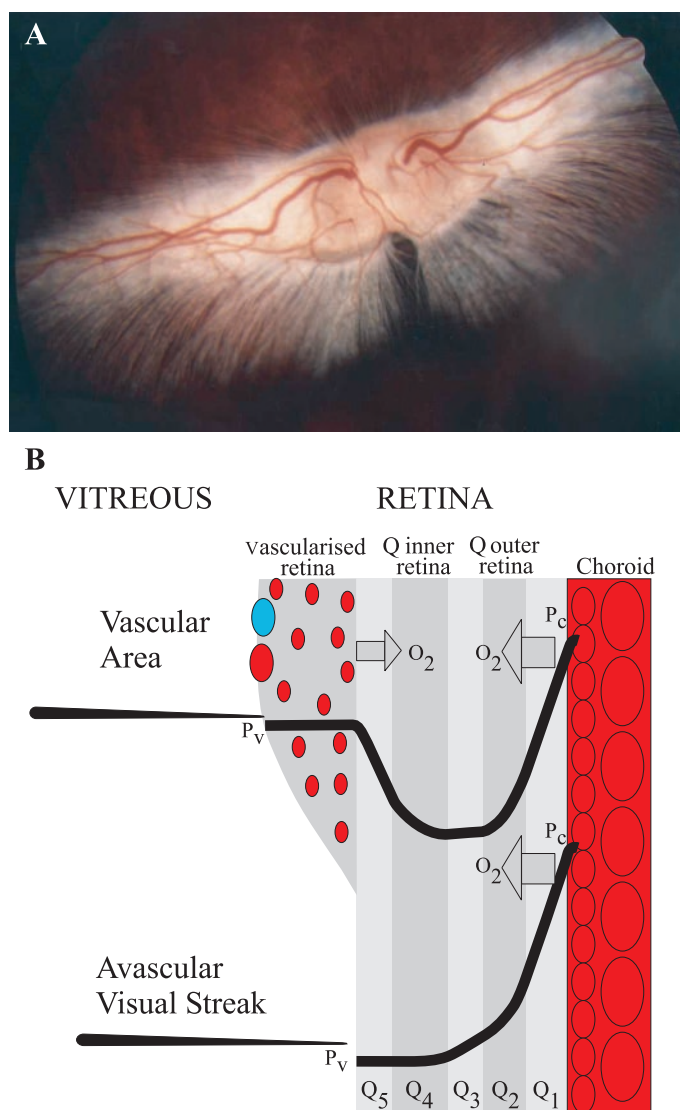 A
B
VITREOUS
RETINA
Vascularised
retina
Q inner
retina
Q outer
retina
Choroid
Vascular
Area
O2
O2
Pc
Pv
Pc
O2
Avascular
Visual Streak
Pv
Q5
Q4
Q3
Q2
Q1